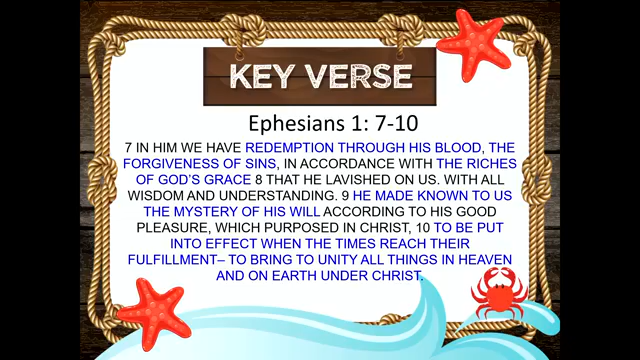 KEY VERSE
Ephesians 1: 7-10
7 IN HIM WE HAVE REDEMPTION THROUGH HIS BLOOD, THE
FORGIVENESS OF SINS, IN ACCORDANCE WITH THE RICHES
OF GOD'S GRACE 8 THAT HE LAVISHED ON US. WITH ALL
WISDOM AND UNDERSTANDING. 9 HE MADE KNOWN TO US
THE MYSTERY OF HIS WILL ACCORDING TO HIS GOOD
PLEASURE, WHICH PURPOSED IN CHRIST, 10 TO BE PUT
INTO EFFECT WHEN THE TIMES REACH THEIR
FULFILLMENT– TO BRING TO UNITY ALL THINGS IN HEAVEN
AND ON EARTH UNDER CHRIST.